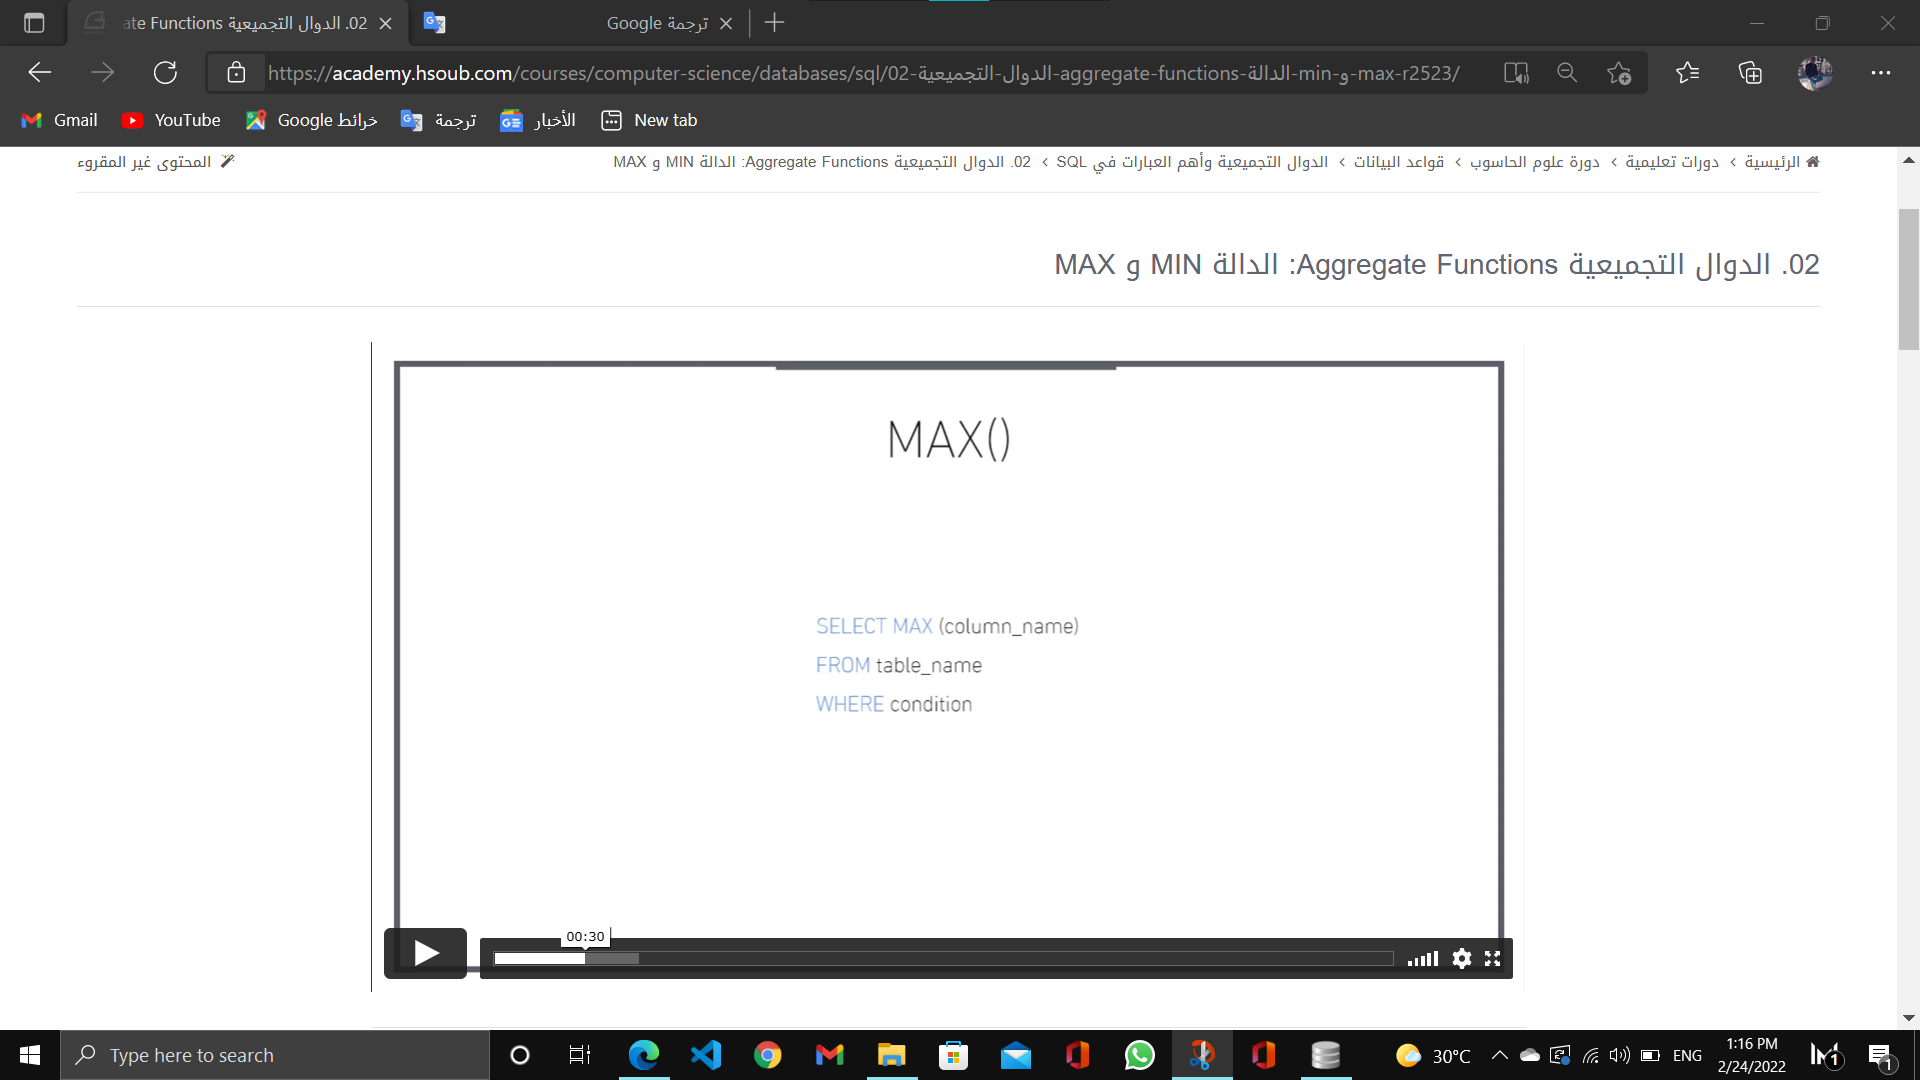 02. الدوال التجميعية ate Functions
ترجمة Google
https://academy.hsoub.com/courses/computer-science/databases/sql/02-الدوال-التجميعية-aggregate-functions-الدالة-min-و-max-r2523/
Gmail
YouTube
خرائط Google
ترجمة
الأخبار
New tab
الرئيسية › دورات تعليمية › دورة علوم الحاسوب › قواعد البيانات › الدوال التجميعية وأهم العبارات في SQL › 02. الدوال التجميعية Aggregate Functions: الدالة MIN و MAX
المحتوى غير المقروء
02. الدوال التجميعية Aggregate Functions: الدالة MIN و MAX
MAX()
SELECT MAX (column_name)
FROM table_name
WHERE condition
00:30
Type here to search
30°C
ENG
1:16 PM
2/24/2022
1
1